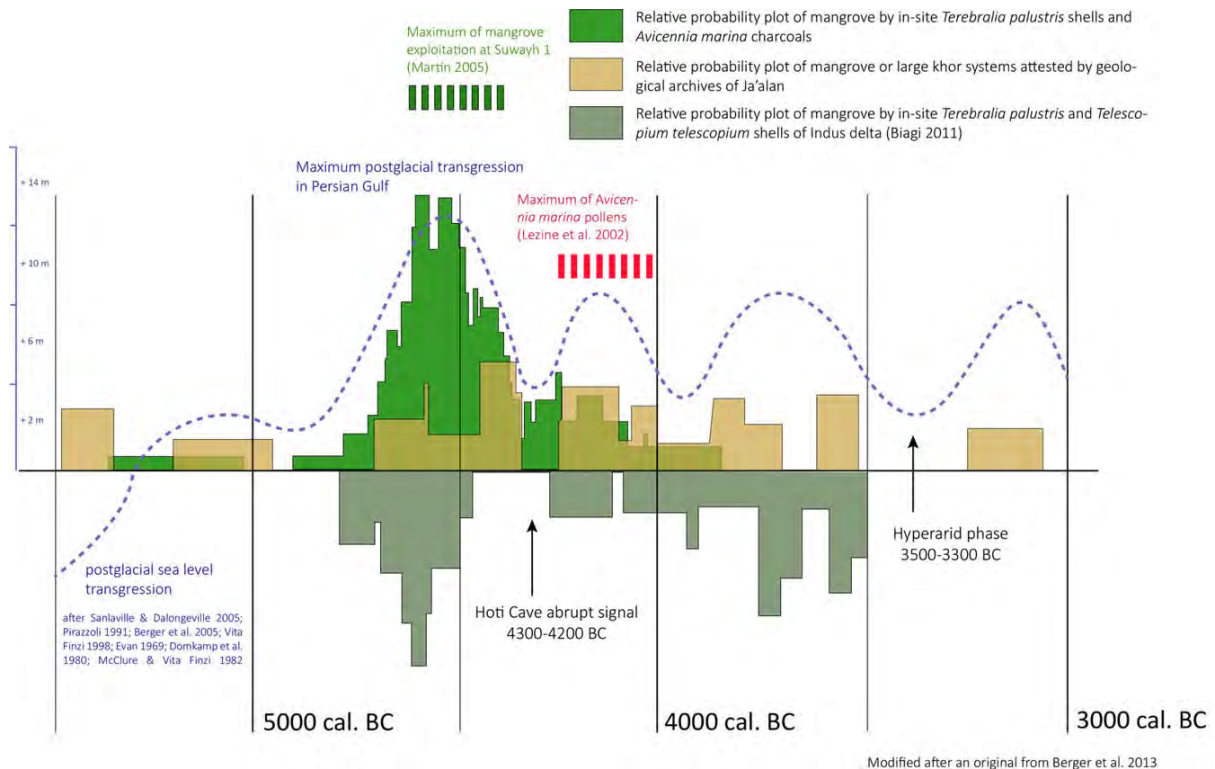 Maximum of mangrove
exploitation at Suwayh 1
(Martin 2005)
Relative probability plot of mangrove by in-site Terebralia palustris shells and
Avicennia marina charcoals
Relative probability plot of mangrove or large khor systems attested by geolo-
gical archives of Ja'alan
Relative probability plot of mangrove by in-site Terebralia palustris and Telesco-
pium telescopium shells of Indus delta (Biagi 2011)
Maximum postglacial transgression
in Persian Gulf
Maximum of Avicen-
nia marina pollens
(Lezine et al. 2002)
+ 14 m
+ 10 m
+ 6 m
+ 2 m
postglacial sea level
transgression
after Sanlaville & Dalongeville 2005;
Pirazzoli 1991; Berger et al. 2005; Vita
Finzi 1998; Evan 1969; Domkamp et al.
1980; McClure & Vita Finzi 1982
Hoti Cave abrupt signal
4300-4200 BC
Hyperarid phase
3500-3300 BC
5000 cal. BC
4000 cal. BC
3000 cal. BC
Modified after an original from Berger et al. 2013